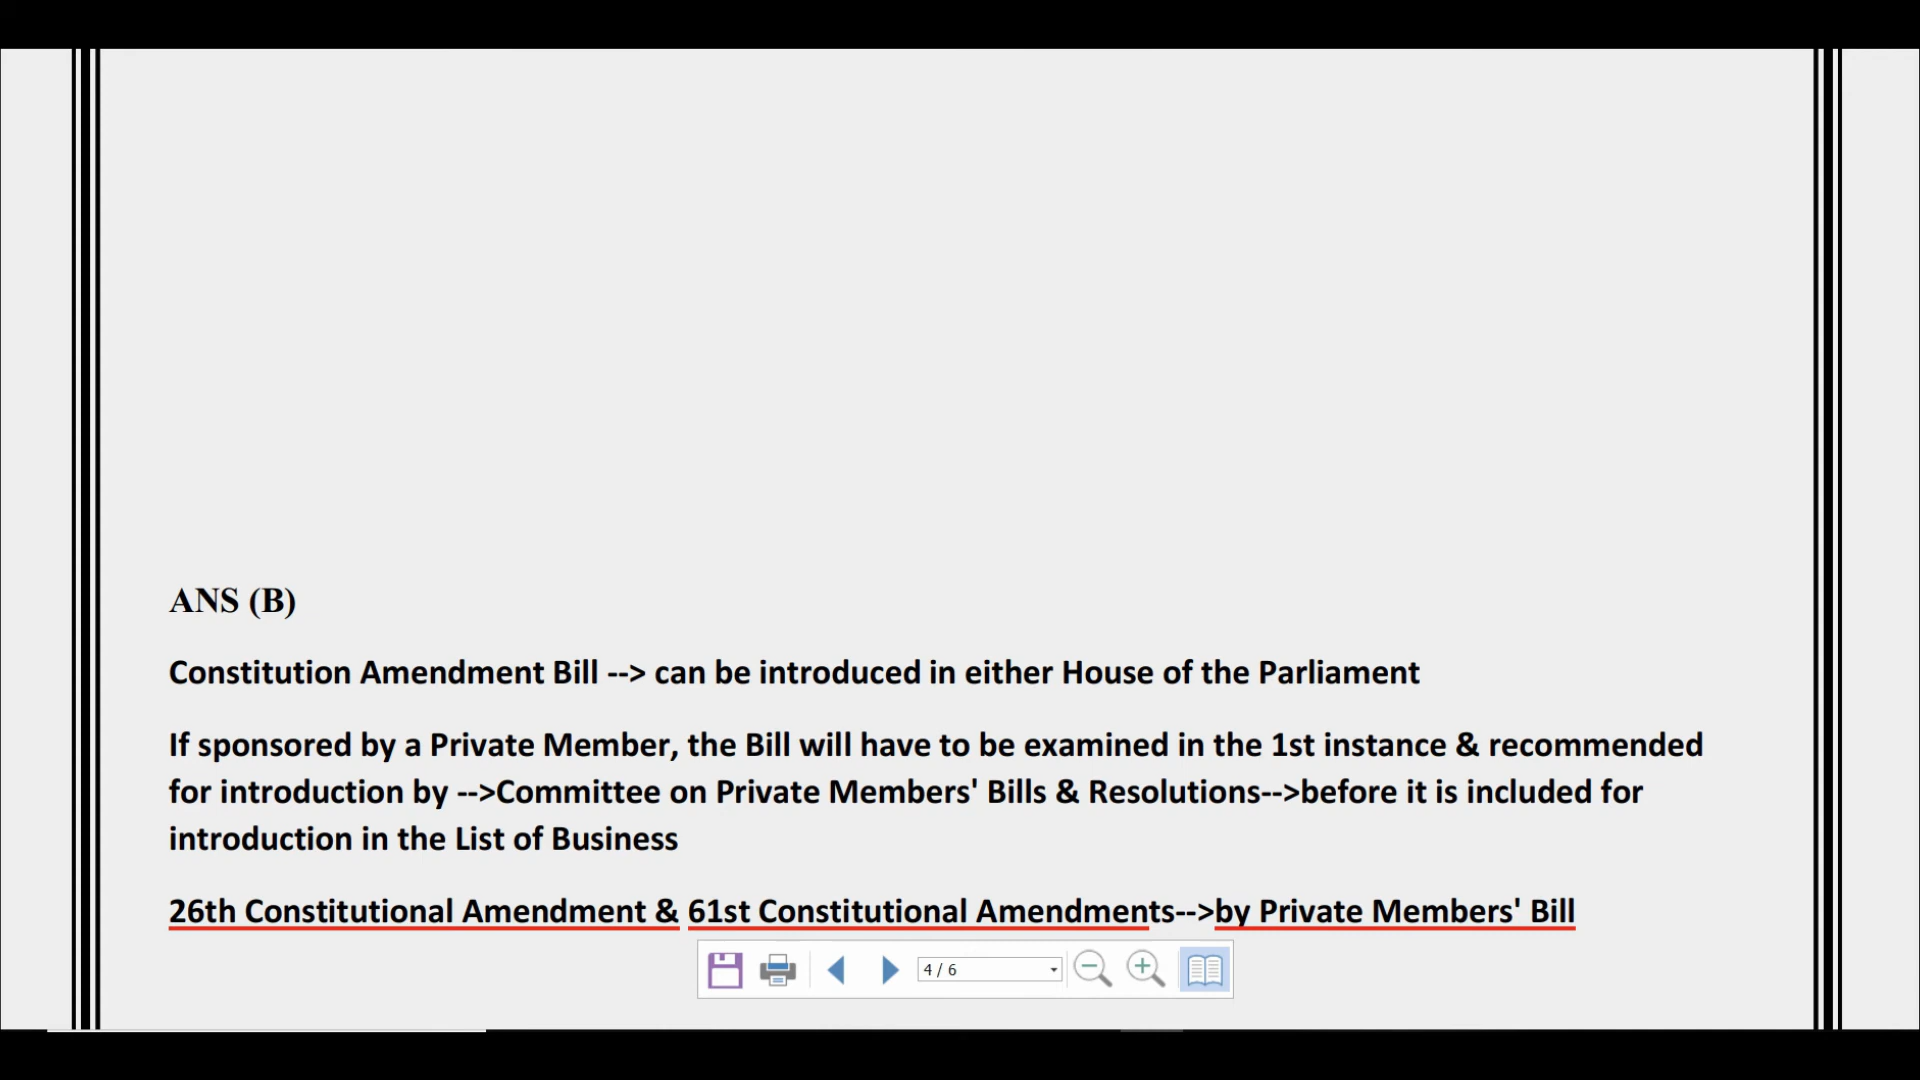 ANS (B)
Constitution Amendment Bill --> can be introduced in either House of the Parliament
If sponsored by a Private Member, the Bill will have to be examined in the 1st instance & recommended
for introduction by -->Committee on Private Members' Bills & Resolutions-->before it is included for
introduction in the List of Business
26th Constitutional Amendment & 61st Constitutional Amendments-->by Private Members' Bill
4 / 6